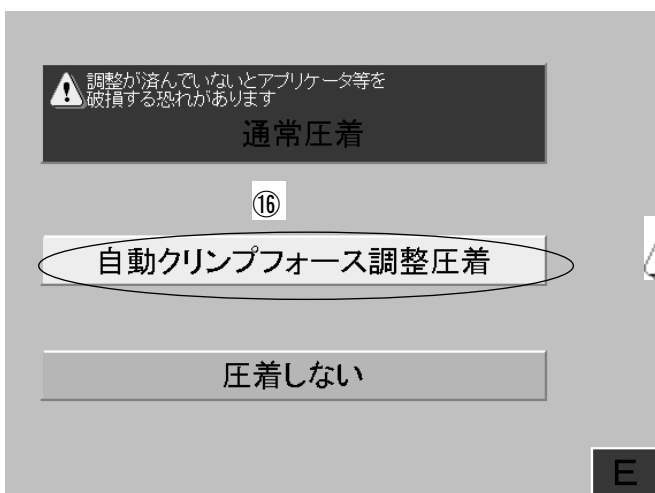 調整が済んでいないとアプリケータ等を
破損する恐れがあります
通常圧着
⑯
自動クリンプフォース調整圧着
圧着しない
E